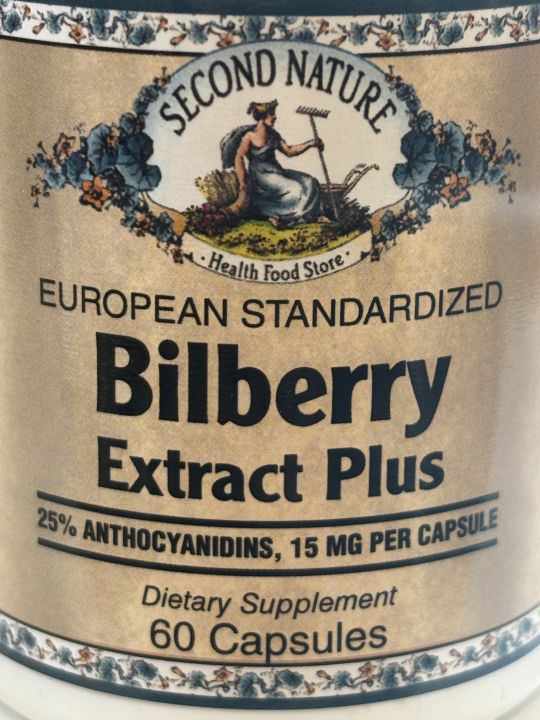 SECOND NATURE
· Health Food Store ·
EUROPEAN STANDARDIZED
Bilberry
Extract Plus
25% ANTHOCYANIDINS, 15 MG PER CAPSULE
Dietary Supplement
60 Capsules